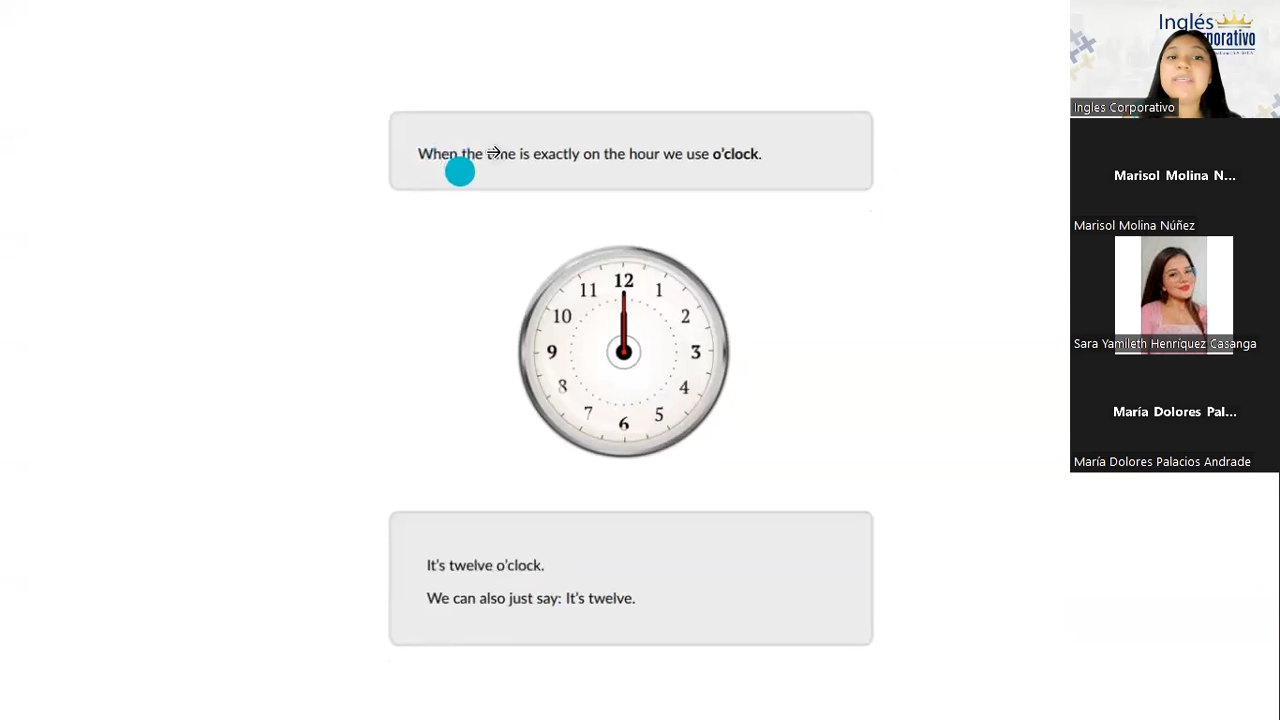 When the time is exactly on the hour we use o'clock.
12
11
1
10
2
9
3
8
4
7
5
6
It's twelve o'clock.
We can also just say: It's twelve.
Inglés
Ingles Corporativo
Marisol Molina N...
Marisol Molina Núñez
Sara Yamileth Henríquez Casanga
María Dolores Pal...
María Dolores Palacios Andrade